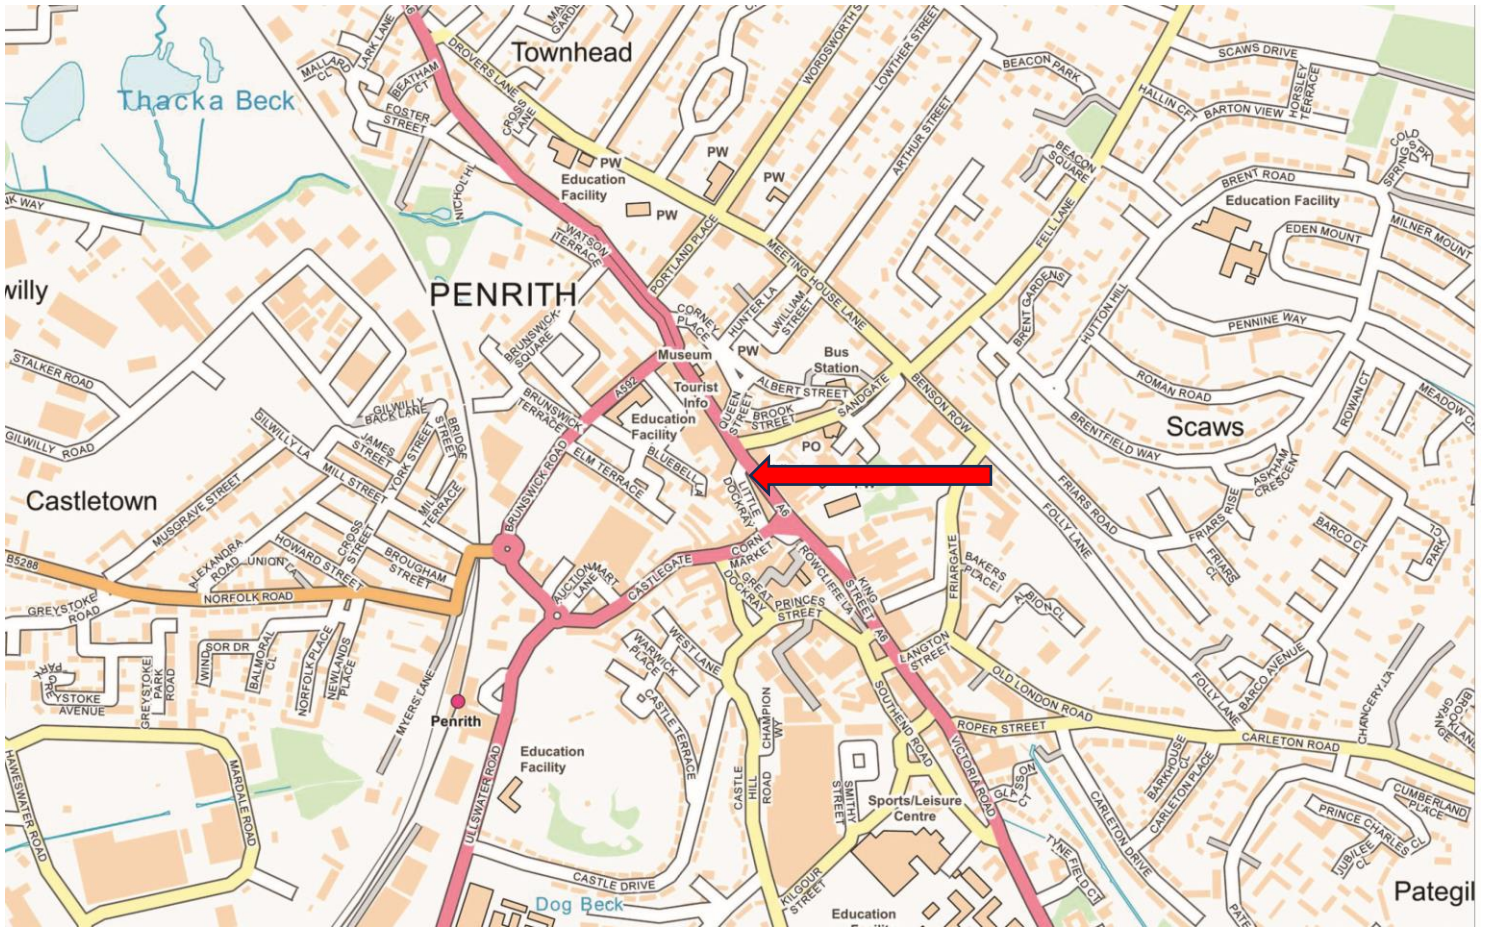 Townhead
Thacka Beck
MALLARD CL
LARK LANE
BEATHAM CT
FOSTER STREET
DROVERS LANE
CROSS LANE
NICHOL HL
WORDSWORTH S
LOWTHER STREET
ARTHUR STREET
BEACON PARK
BEACON SQUARE
FELL LANE
SCAWS DRIVE
HALLIN CFT
BARTON VIEW
HORSLEY TERRACE
BRENT ROAD
Education Facility
EDEN MOUNT
MILNER MOUNT
PENNINE WAY
HUTTON HILL
BRENT GARDENS
ROMAN ROAD
ROWAN CT
MEADOW C
Scaws
BRENTFIELD WAY
ASKHAM CRESCENT
PW
PW
PW
PW
Education
Facility
WATSON TERRACE
PORTLAND PLACE
MEETING HOUSE LANE
NK WAY
willy
PENRITH
CORNEY PLACE
HUNTER LA
WILLIAM STREET
BRUNSWICK SQUARE
Museum
PW
Bus
Station
Tourist
Info
ALBERT STREET
QUEEN STREET
BROOK STREET
SANDGATE
BENSON ROW
PO
STALKER ROAD
GILWILLY ROAD
GILWILLY BACK LANE
GILWILLY LA
JAMES STREET
YORK STREET
BRIDGE STREET
MILL STREET
MILL TERRACE
MUSGRAVE STREET
Castletown
A592
BRUNSWICK TERRACE
BRUNSWICK ROAD
Education
Facility
ELM TERRACE
BLUEBELL LA
LITTLE DOCKRAY
A6
ALEXANDRA ROAD
UNION LA
HOWARD STREET
CROSS STREET
BROUGHAM STREET
B5288
NORFOLK ROAD
GREYSTOKE ROAD
AUCTION MART LANE
CASTLEGATE
CORN MARKET
GREAT DOCKRAY
ROWCLIFFE LA
KING STREET
A6
PRINCES STREET
FRIARGATE
BAKERS PLACE
ALBION CL
LANGTON STREET
OLD LONDON ROAD
FRIARS ROAD
FOLLY LANE
FRIARS RISE
FRIARS CL
BARCO CT
BARCO AVENUE
FOLLY LANE
WINDSOR DR
BALMORAL CL
NORFOLK PLACE
NEWLANDS PLACE
GREYSTOKE PARK ROAD
MYERS LANE
Penrith
WEST LANE
WARWICK PLACE
CASTLE TERRACE
CHAMPION WY
CASTLE HILL ROAD
SOUTHEND ROAD
SMITHY STREET
ROPER STREET
VICTORIA ROAD
CARLETON ROAD
GLASSON CT
BARKHOUSE CL
CARLETON PLACE
CARLETON DRIVE
TYNEFIELD CT
CUMBERLAND PLACE
PRINCE CHARLES CL
JUBILEE CL
HAWESWATER ROAD
MARDALE ROAD
ULLSWATER ROAD
Education
Facility
CASTLE DRIVE
Dog Beck
Sports/Leisure
Centre
KILGOUR STREET
Education
Pategil